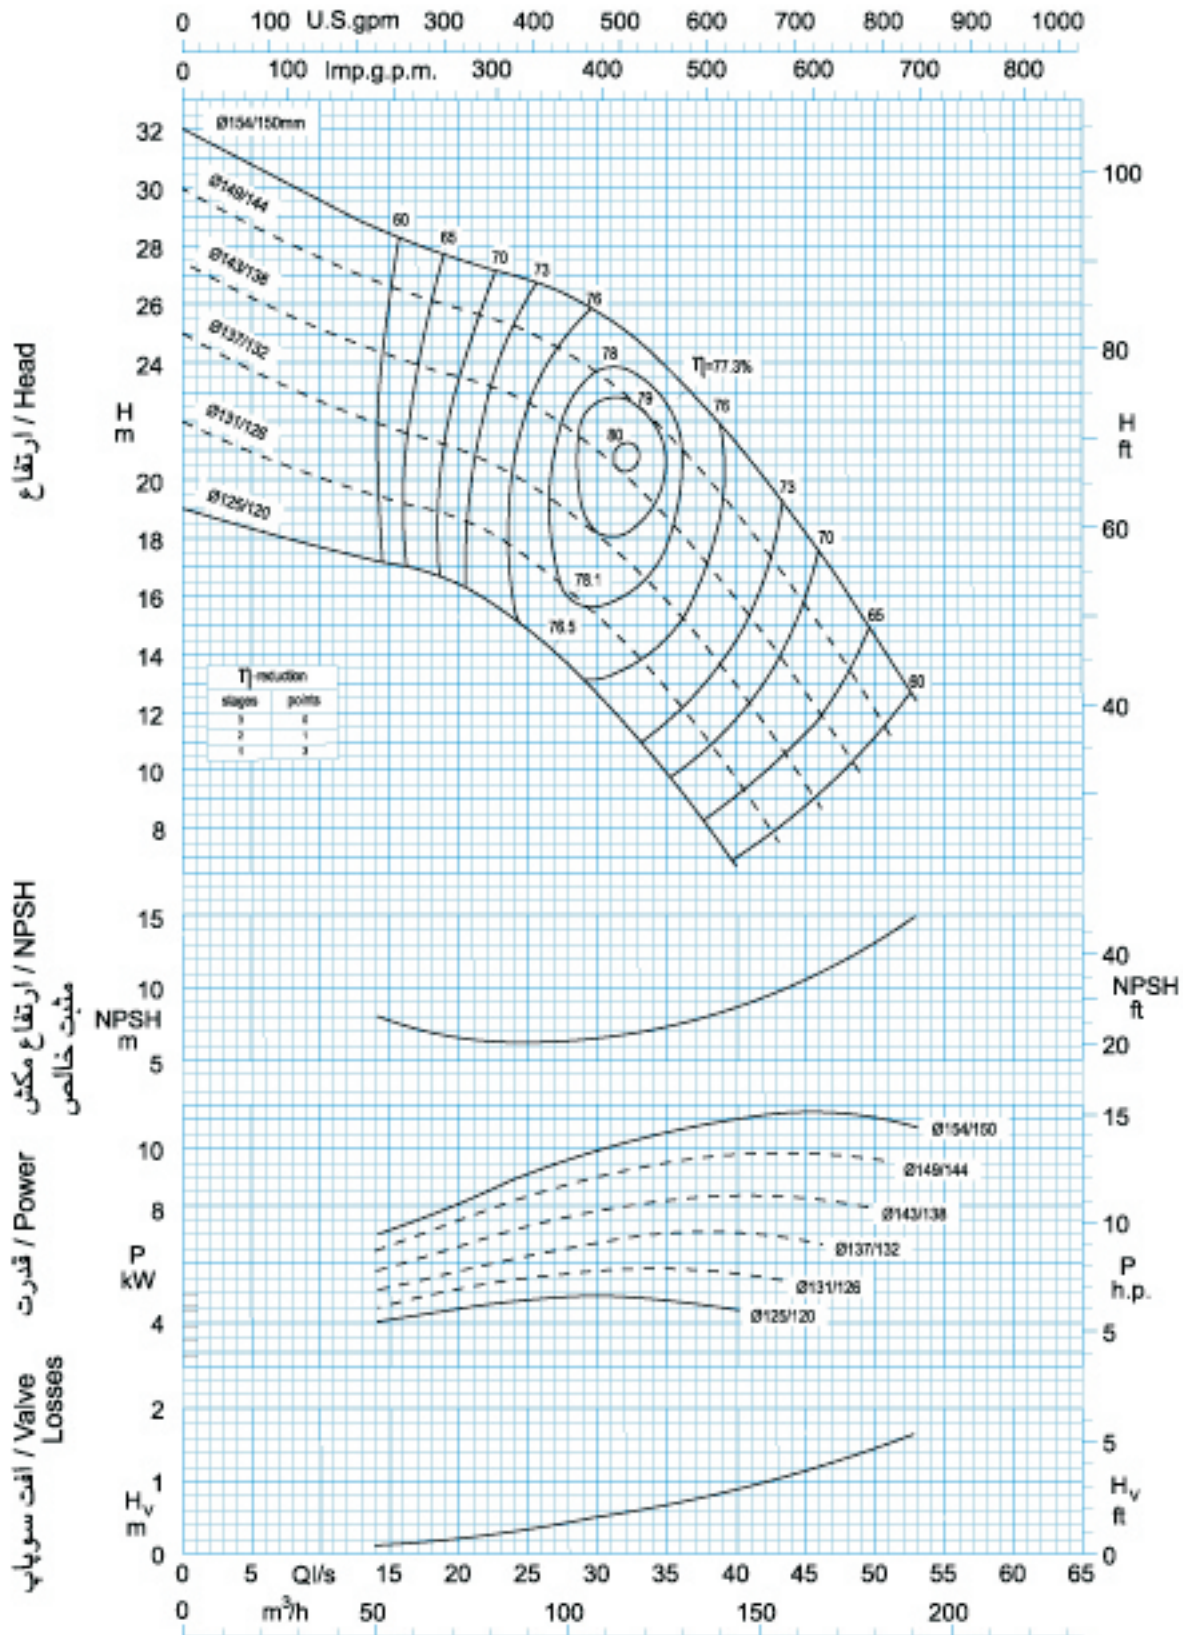 0 100 U.S.gpm 300 400 500 600 700 800 900 1000
0 100 Imp.g.p.m. 300 400 500 600 700 800
ارتفاع / Head
H
m
32
30
28
26
24
20
18
16
14
12
10
8
100
80
H
ft
60
40
Ø154/150mm
Ø149/144
Ø143/138
Ø137/132
Ø131/126
Ø125/120
60
65
70
73
76
78
79
80
η=77.3%
76
73
70
65
60
78.1
76.5
η reduction
stages points
2 1
1 3
ارتفاع مکش / NPSH
مثبت خالص
15
10
NPSH
m
5
40
NPSH
ft
20
قدرت / Power
10
8
P
kW
4
15
10
P
h.p.
5
Ø154/150
Ø149/144
Ø143/138
Ø137/132
Ø131/126
Ø125/120
افت سوپاپ / Valve
Losses
2
1
Hv
m
0
5
Hv
ft
0
0 5 Ql/s 15 20 25 30 35 40 45 50 55 60 65
0 m³/h 50 100 150 200